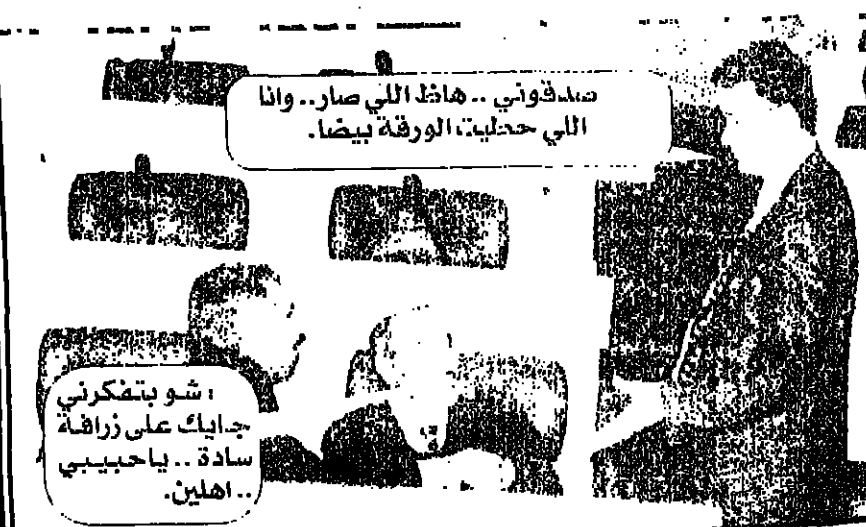 صدقوني .. هاظ اللي صار .. وانا
اللي حطيت الورقة بيضا.
: شو بتفكرني
جايك على زرافة
سادة .. ياحبيبي
.. اهلين.